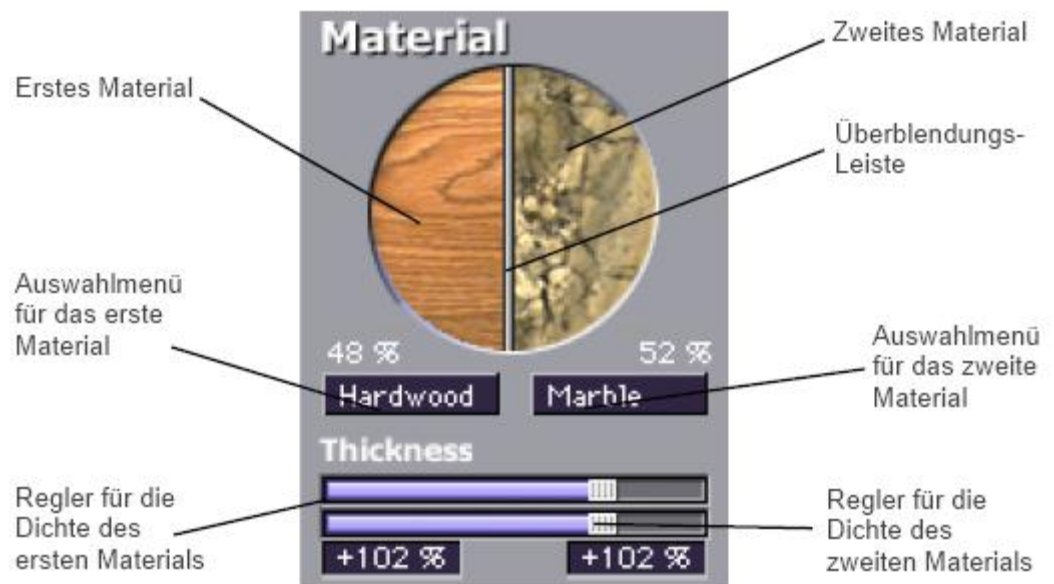 Material
Zweites Material
Erstes Material
Überblendungs-
Leiste
Auswahlmenü
für das erste
Material
48 %
52 %
Auswahlmenü
für das zweite
Material
Hardwood
Marble
Thickness
Regler für die
Dichte des
ersten Materials
Regler für die
Dichte des
zweiten Materials
+102 %
+102 %